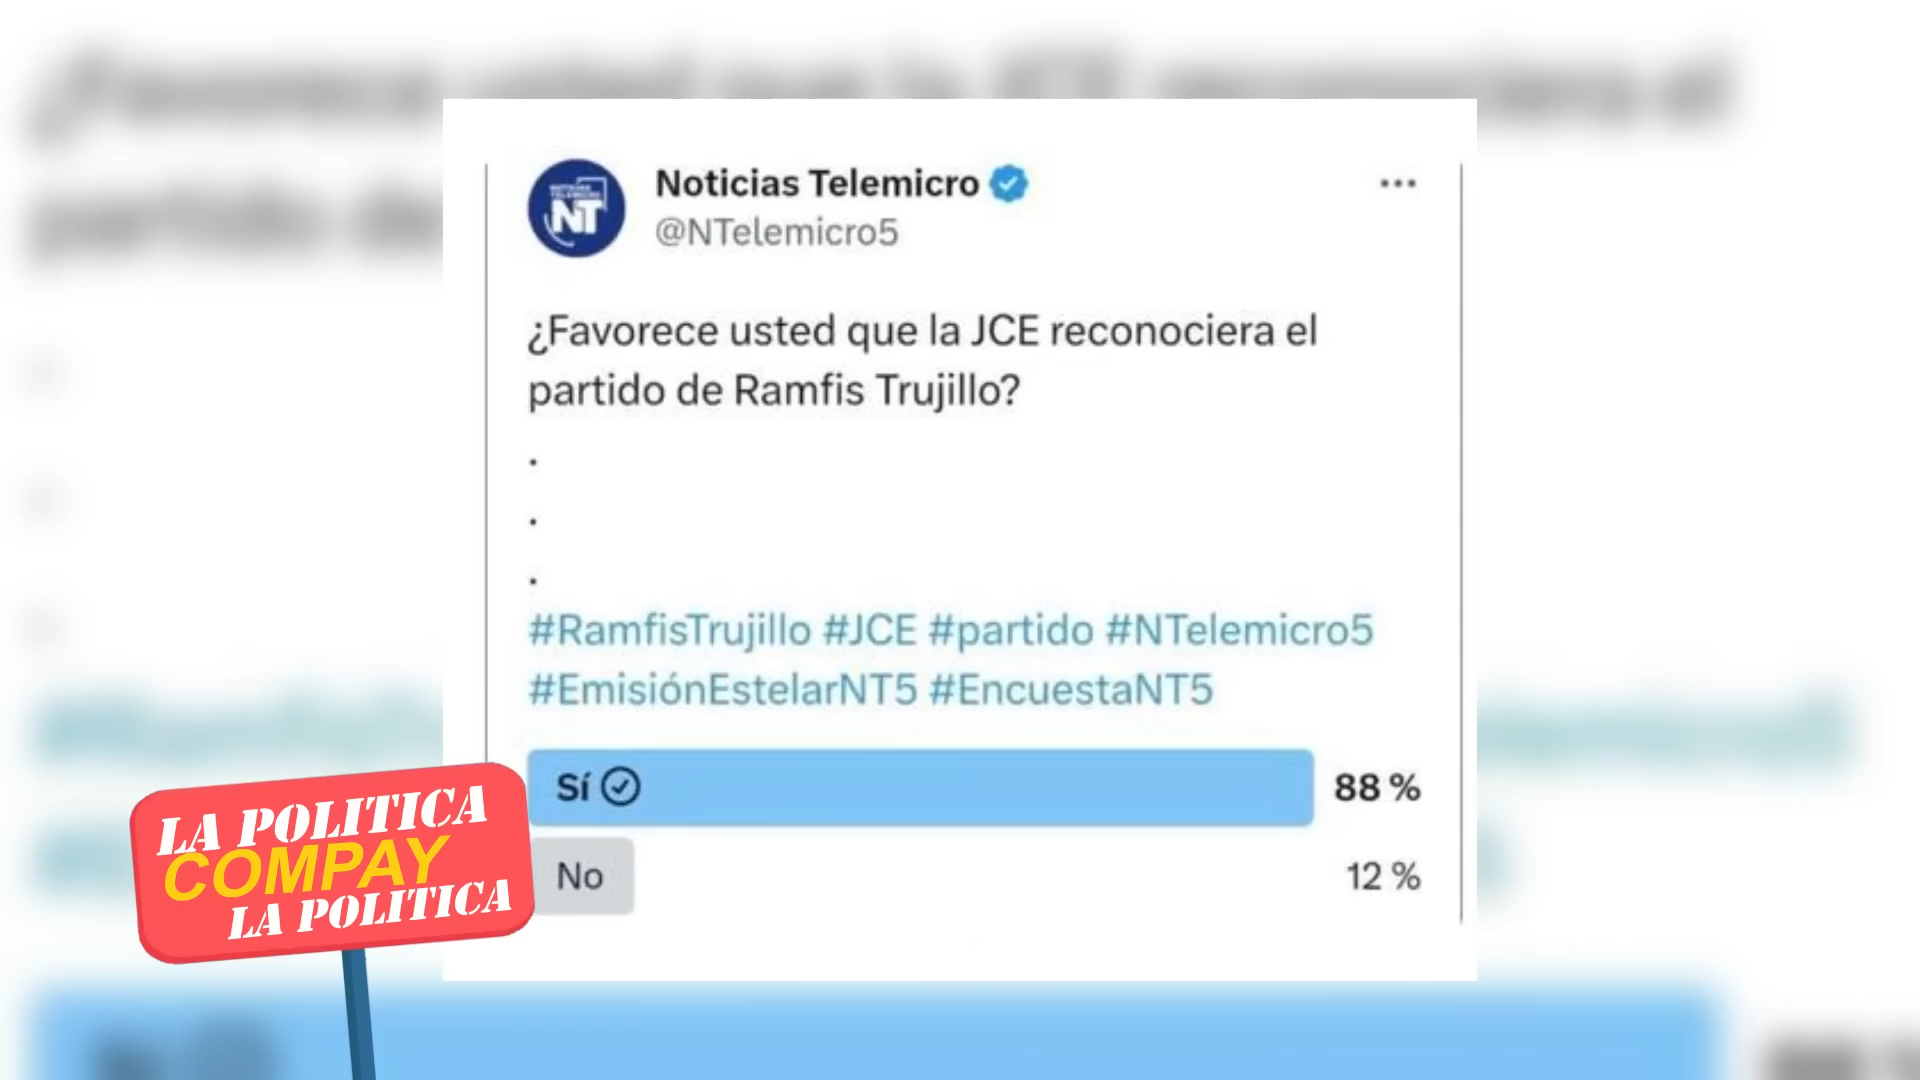 Noticias Telemicro
@NTelemicro5
NT
¿Favorece usted que la JCE reconociera el
partido de Ramfis Trujillo?
.
.
.
#RamfisTrujillo #JCE #partido #NTelemicro5
#EmisiónEstelarNT5 #EncuestaNT5
Sí 88 %
No 12 %
LA POLITICA
COMPAY
LA POLITICA